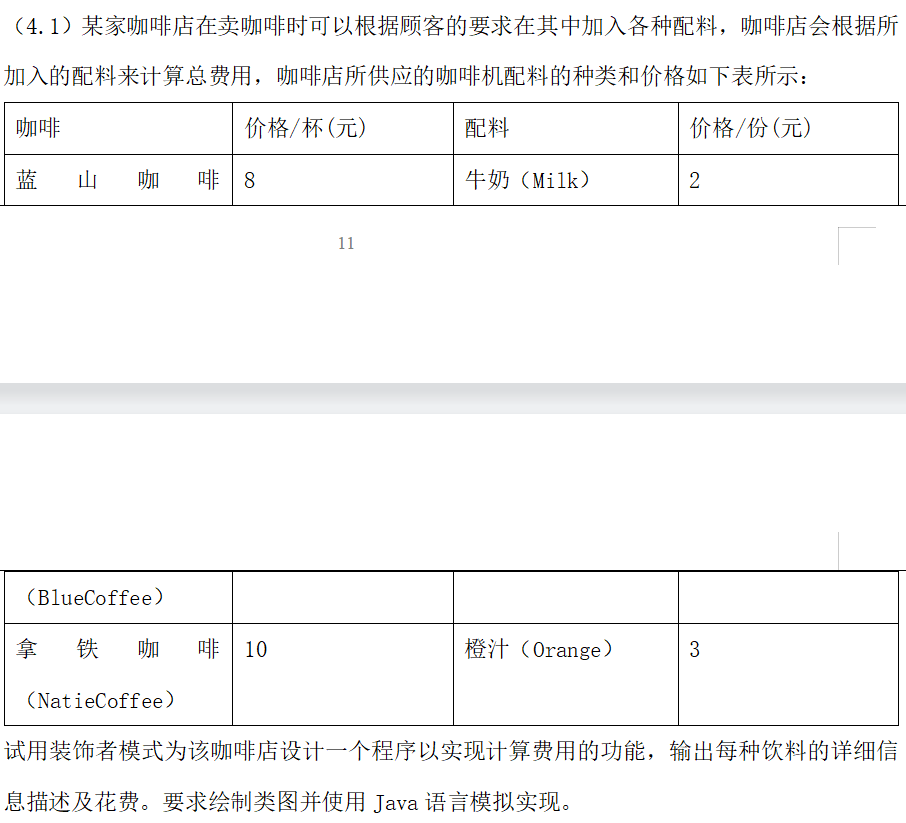 （4.1）某家咖啡店在卖咖啡时可以根据顾客的要求在其中加入各种配料，咖啡店会根据所
加入的配料来计算总费用，咖啡店所供应的咖啡机配料的种类和价格如下表所示：
咖啡 价格/杯(元) 配料 价格/份(元)
蓝山咖啡 8 牛奶（Milk） 2
11
（BlueCoffee）
拿铁咖啡 10 橙汁（Orange） 3
（NatieCoffee）
试用装饰者模式为该咖啡店设计一个程序以实现计算费用的功能，输出每种饮料的详细信
息描述及花费。要求绘制类图并使用 Java 语言模拟实现。